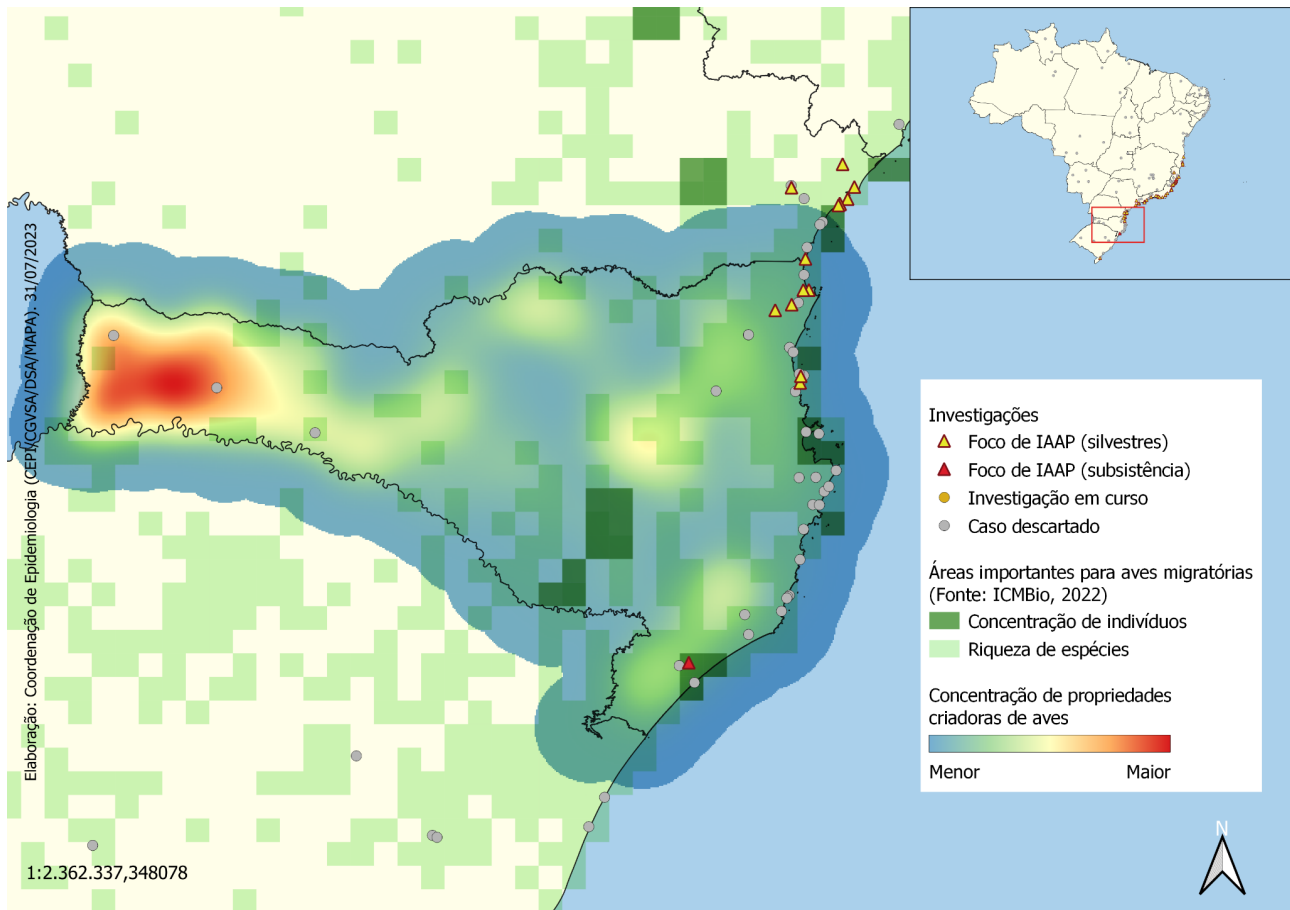 Elaboração: Coordenação de Epidemiologia (CEPI/CGVSA/DSA/MAPA). 31/07/2023
1:2.362.337,348078
Investigações
Foco de IAAP (silvestres)
Foco de IAAP (subsistência)
Investigação em curso
Caso descartado
Áreas importantes para aves migratórias
(Fonte: ICMBio, 2022)
Concentração de indivíduos
Riqueza de espécies
Concentração de propriedades
criadoras de aves
Menor Maior
N